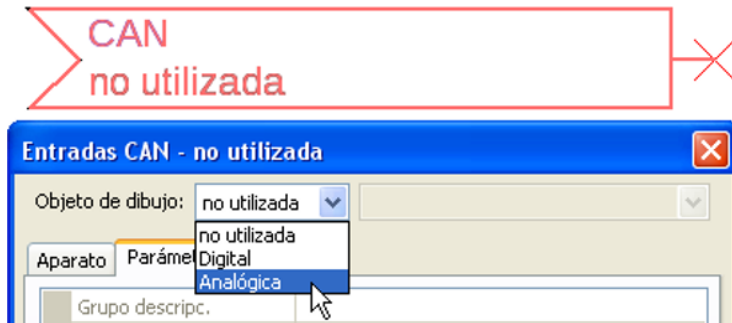 CAN
no utilizada
Entradas CAN - no utilizada
Objeto de dibujo: no utilizada
no utilizada
Digital
Analógica
Aparato
Grupo descripc.